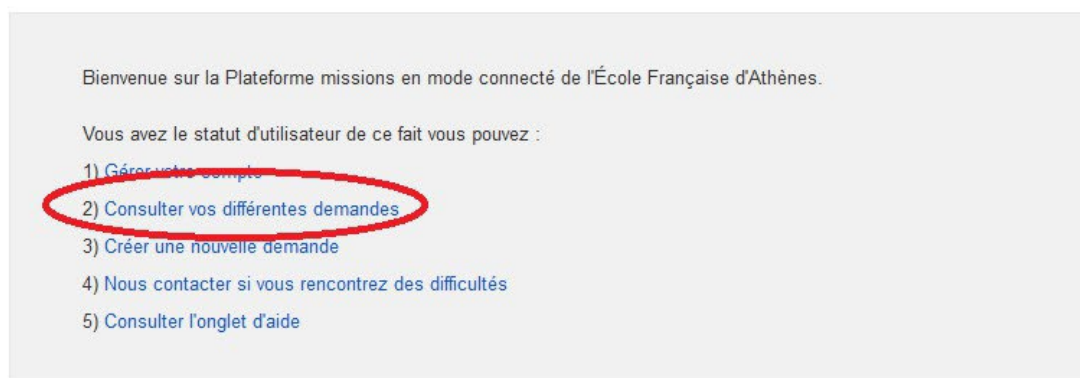 Bienvenue sur la Plateforme missions en mode connecté de l'École Française d'Athènes.
Vous avez le statut d'utilisateur de ce fait vous pouvez :
1) Gérer votre compte
2) Consulter vos différentes demandes
3) Créer une nouvelle demande
4) Nous contacter si vous rencontrez des difficultés
5) Consulter l'onglet d'aide